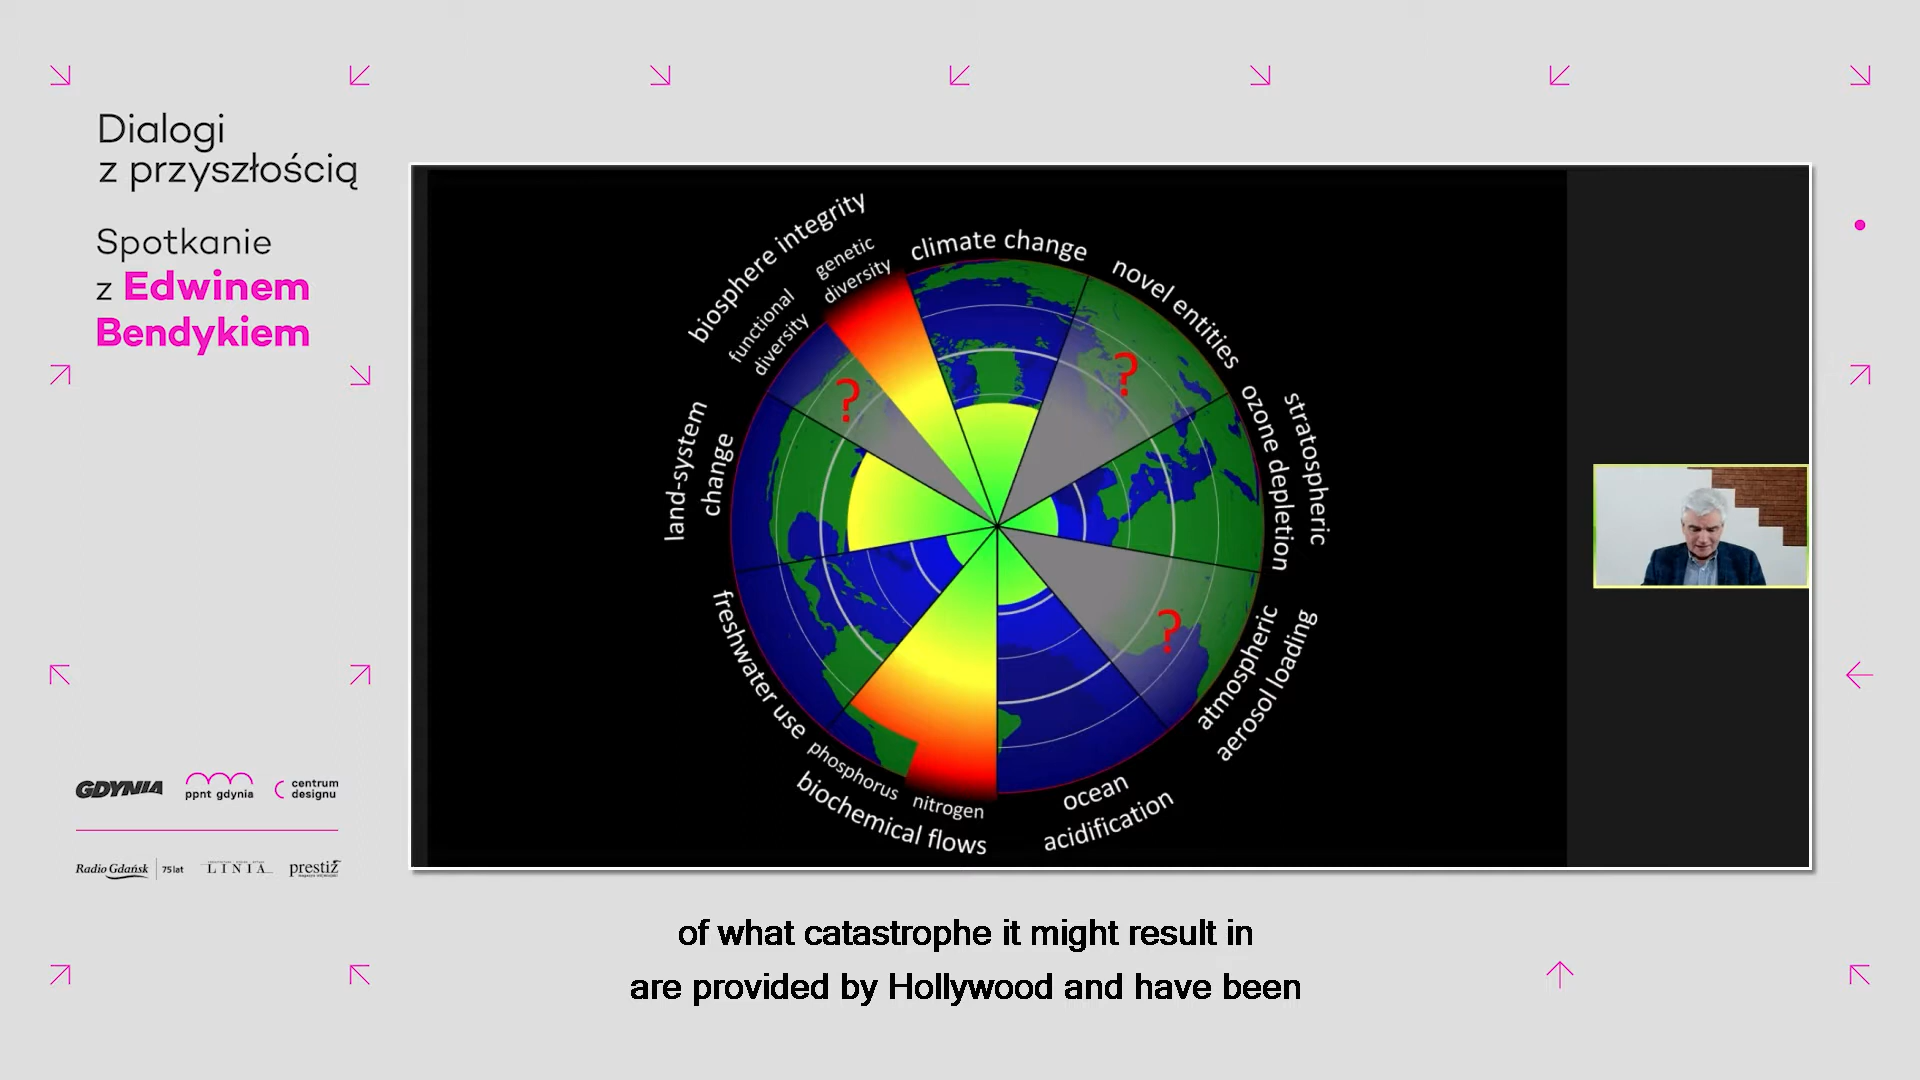 Dialogi
z przyszłością
Spotkanie
z Edwinem
Bendykiem
biosphere integrity
genetic
diversity
functional
diversity
climate change
novel entities
stratospheric
ozone depletion
land-system
change
?
?
?
freshwater use
phosphorus
nitrogen
biochemical flows
ocean
acidification
atmospheric
aerosol loading
GDYNIA
ppnt gdynia
centrum
designu
Radio Gdańsk
75 lat
LINIA
prestiż
of what catastrophe it might result in
are provided by Hollywood and have been